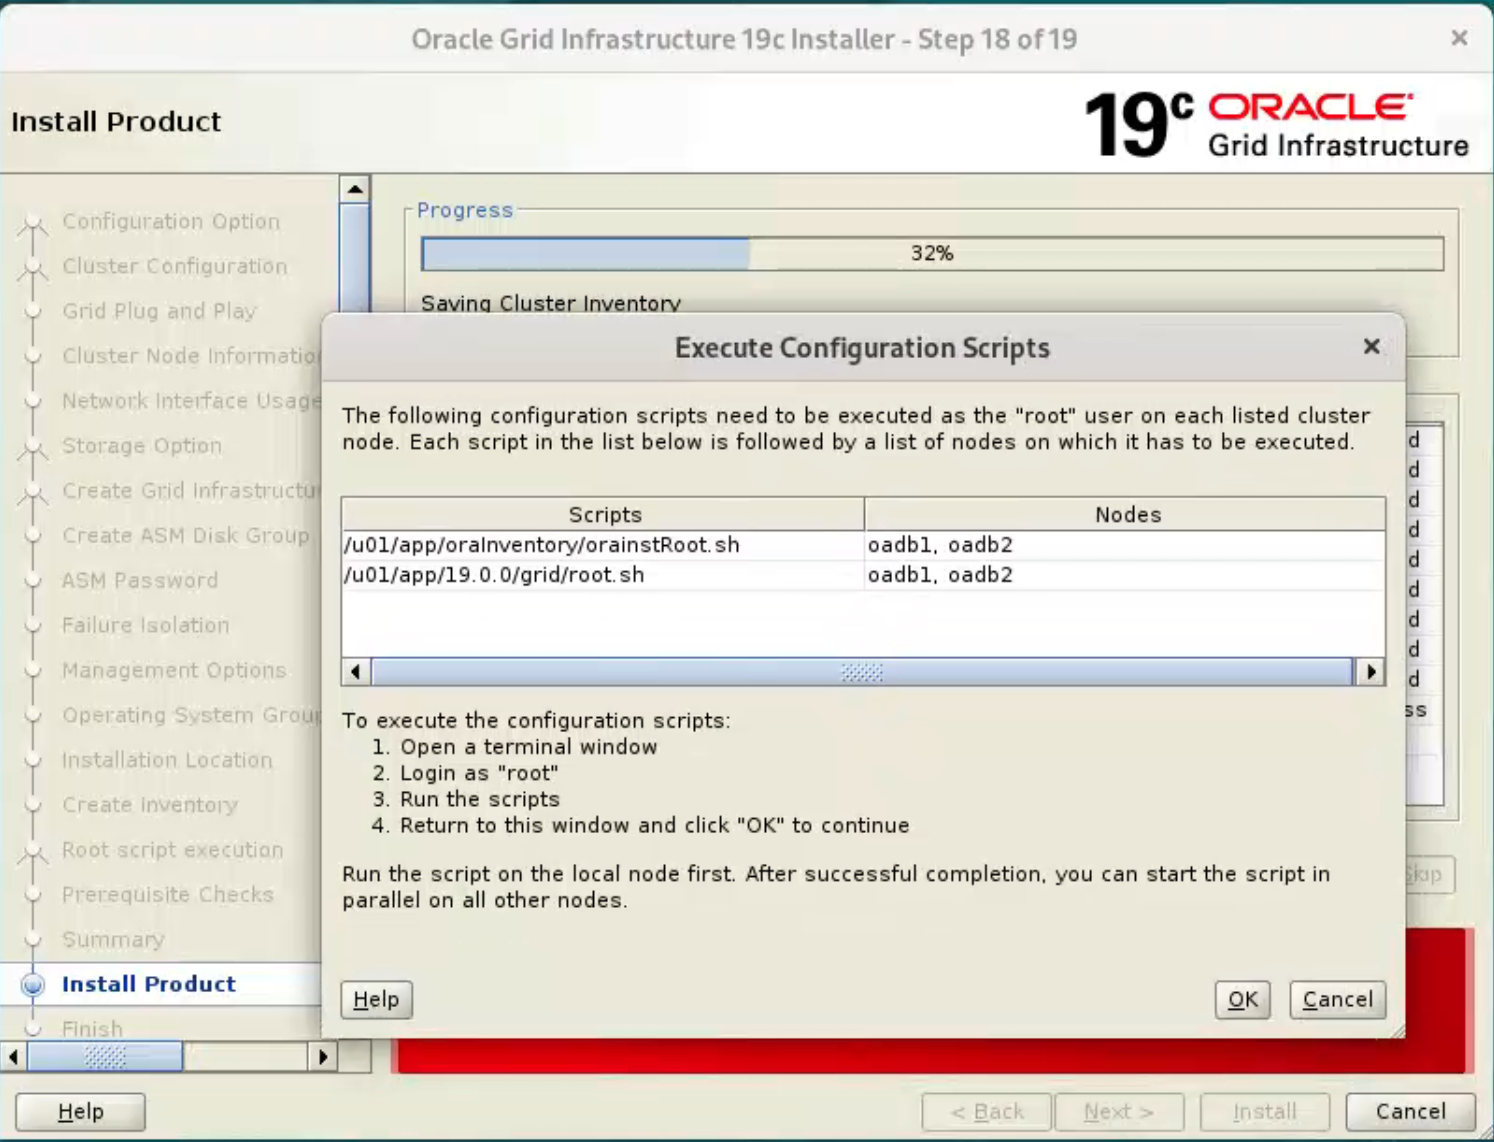 Oracle Grid Infrastructure 19c Installer - Step 18 of 19
Install Product
19c ORACLE
Grid Infrastructure
Configuration Option
Cluster Configuration
Grid Plug and Play
Cluster Node Informatio
Network Interface Usage
Storage Option
Create Grid Infrastructu
Create ASM Disk Group
ASM Password
Failure Isolation
Management Options
Operating System Group
Installation Location
Create Inventory
Root script execution
Prerequisite Checks
Summary
Install Product
Finish
Progress
32%
Saving Cluster Inventory
Execute Configuration Scripts
The following configuration scripts need to be executed as the "root" user on each listed cluster
node. Each script in the list below is followed by a list of nodes on which it has to be executed.
Scripts Nodes
/u01/app/oraInventory/orainstRoot.sh oadb1, oadb2
/u01/app/19.0.0/grid/root.sh oadb1, oadb2
To execute the configuration scripts:
1. Open a terminal window
2. Login as "root"
3. Run the scripts
4. Return to this window and click "OK" to continue
Run the script on the local node first. After successful completion, you can start the script in
parallel on all other nodes.
Help OK Cancel
d
d
d
d
d
d
d
d
d
ss
Skip
Help < Back Next > Install Cancel